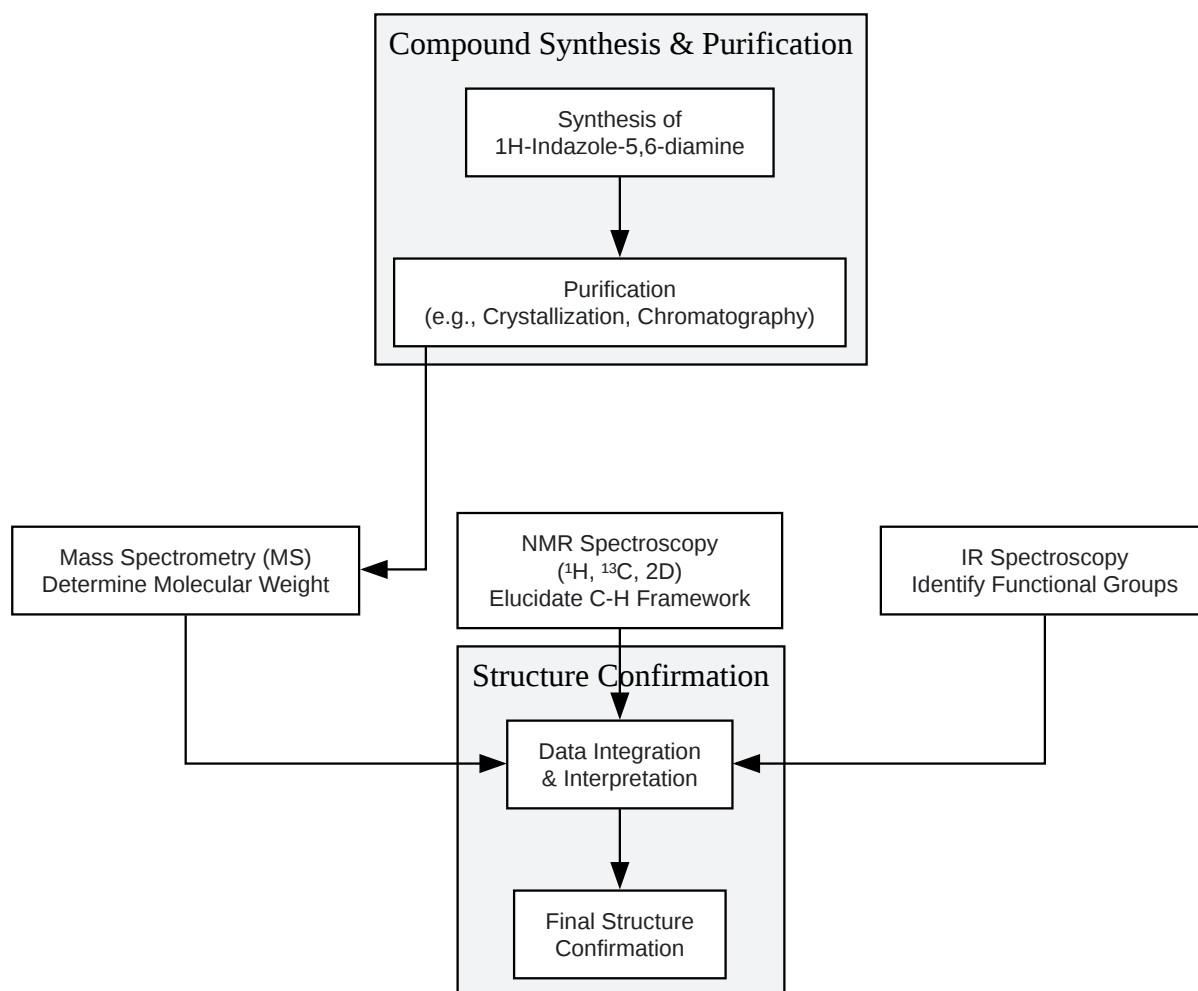 Compound Synthesis & Purification
Synthesis of
1H-Indazole-5,6-diamine
Purification
(e.g., Crystallization, Chromatography)
Mass Spectrometry (MS)
Determine Molecular Weight
NMR Spectroscopy
(¹H, ¹³C, 2D)
Elucidate C-H Framework
IR Spectroscopy
Identify Functional Groups
Structure Confirmation
Data Integration
& Interpretation
Final Structure
Confirmation